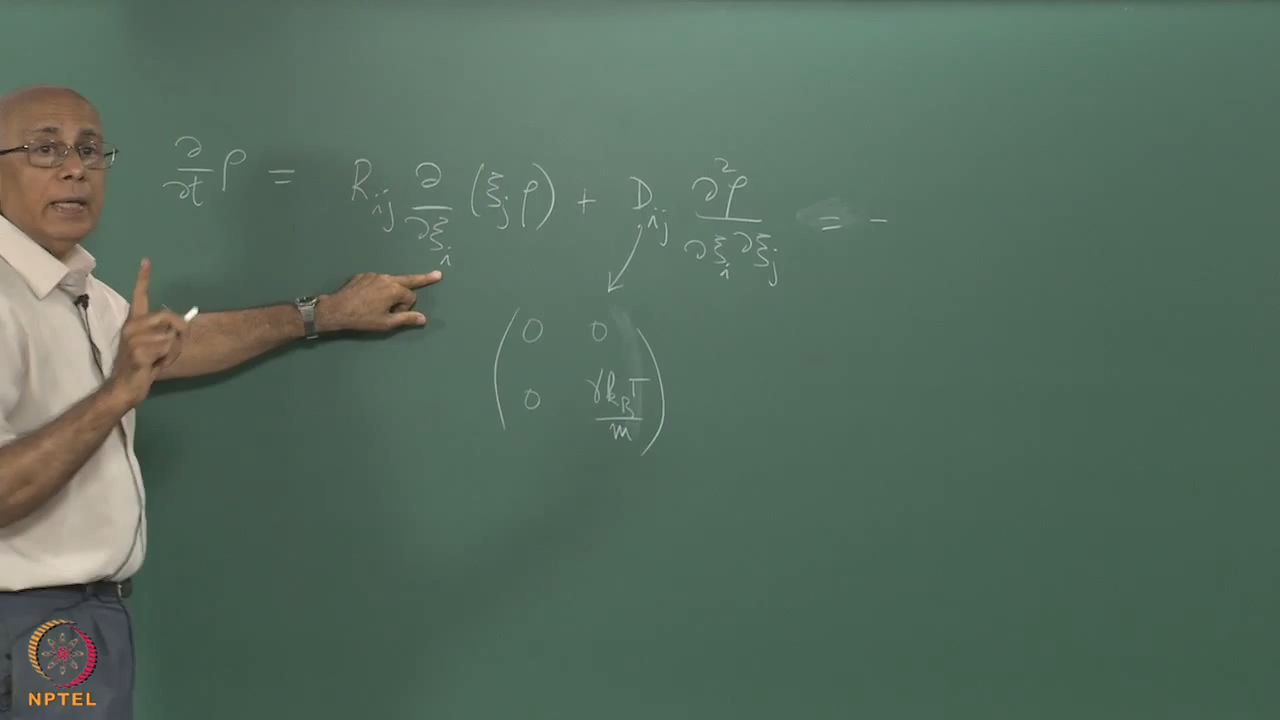 ∂/∂t ρ = R_ij ∂/∂ξ_i (ξ_j ρ) + D_ij ∂²ρ/∂ξ_i ∂ξ_j = −
0 0
0 γk_BT/m
NPTEL